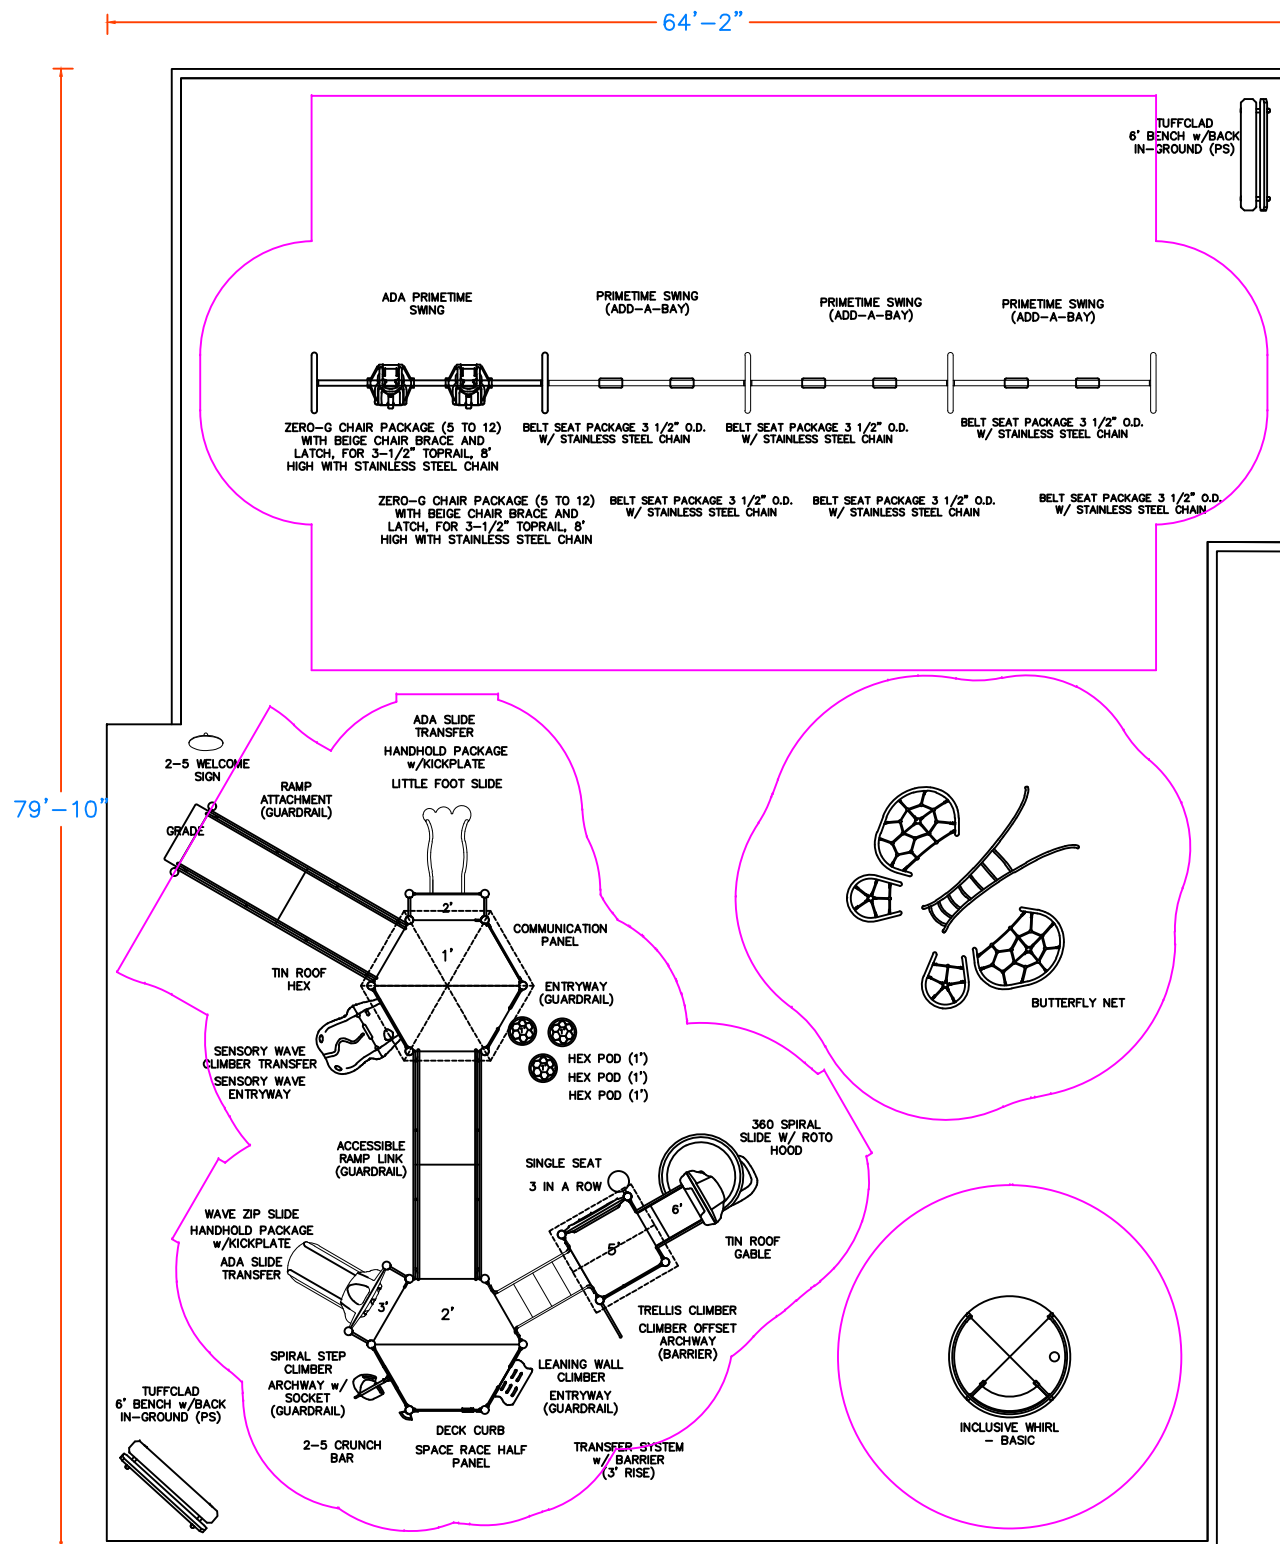 64'-2"
TUFFCLAD
6' BENCH w/BACK
IN-GROUND (PS)
ADA PRIMETIME
SWING
PRIMETIME SWING
(ADD-A-BAY)
PRIMETIME SWING
(ADD-A-BAY)
PRIMETIME SWING
(ADD-A-BAY)
ZERO-G CHAIR PACKAGE (5 TO 12)
WITH BEIGE CHAIR BRACE AND
LATCH, FOR 3-1/2" TOPRAIL, 8'
HIGH WITH STAINLESS STEEL CHAIN
BELT SEAT PACKAGE 3 1/2" O.D.
W/ STAINLESS STEEL CHAIN
BELT SEAT PACKAGE 3 1/2" O.D.
W/ STAINLESS STEEL CHAIN
BELT SEAT PACKAGE 3 1/2" O.D.
W/ STAINLESS STEEL CHAIN
ZERO-G CHAIR PACKAGE (5 TO 12)
WITH BEIGE CHAIR BRACE AND
LATCH, FOR 3-1/2" TOPRAIL, 8'
HIGH WITH STAINLESS STEEL CHAIN
BELT SEAT PACKAGE 3 1/2" O.D.
W/ STAINLESS STEEL CHAIN
BELT SEAT PACKAGE 3 1/2" O.D.
W/ STAINLESS STEEL CHAIN
BELT SEAT PACKAGE 3 1/2" O.D.
W/ STAINLESS STEEL CHAIN
79'-10"
2-5 WELCOME
SIGN
ADA SLIDE
TRANSFER
HANDHOLD PACKAGE
w/KICKPLATE
LITTLE FOOT SLIDE
RAMP
ATTACHMENT
(GUARDRAIL)
GRADE
2'
1'
COMMUNICATION
PANEL
TIN ROOF
HEX
ENTRYWAY
(GUARDRAIL)
BUTTERFLY NET
SENSORY WAVE
CLIMBER TRANSFER
SENSORY WAVE
ENTRYWAY
HEX POD (1')
HEX POD (1')
HEX POD (1')
ACCESSIBLE
RAMP LINK
(GUARDRAIL)
360 SPIRAL
SLIDE W/ ROTO
HOOD
SINGLE SEAT
3 IN A ROW
6'
5'
TIN ROOF
GABLE
WAVE ZIP SLIDE
HANDHOLD PACKAGE
w/KICKPLATE
ADA SLIDE
TRANSFER
3'
2'
TRELLIS CLIMBER
CLIMBER OFFSET
ARCHWAY
(BARRIER)
SPIRAL STEP
CLIMBER
ARCHWAY w/
SOCKET
(GUARDRAIL)
LEANING WALL
CLIMBER
ENTRYWAY
(GUARDRAIL)
TUFFCLAD
6' BENCH w/BACK
IN-GROUND (PS)
2-5 CRUNCH
BAR
DECK CURB
SPACE RACE HALF
PANEL
TRANSFER SYSTEM
w/ BARRIER
(3' RISE)
INCLUSIVE WHIRL
- BASIC